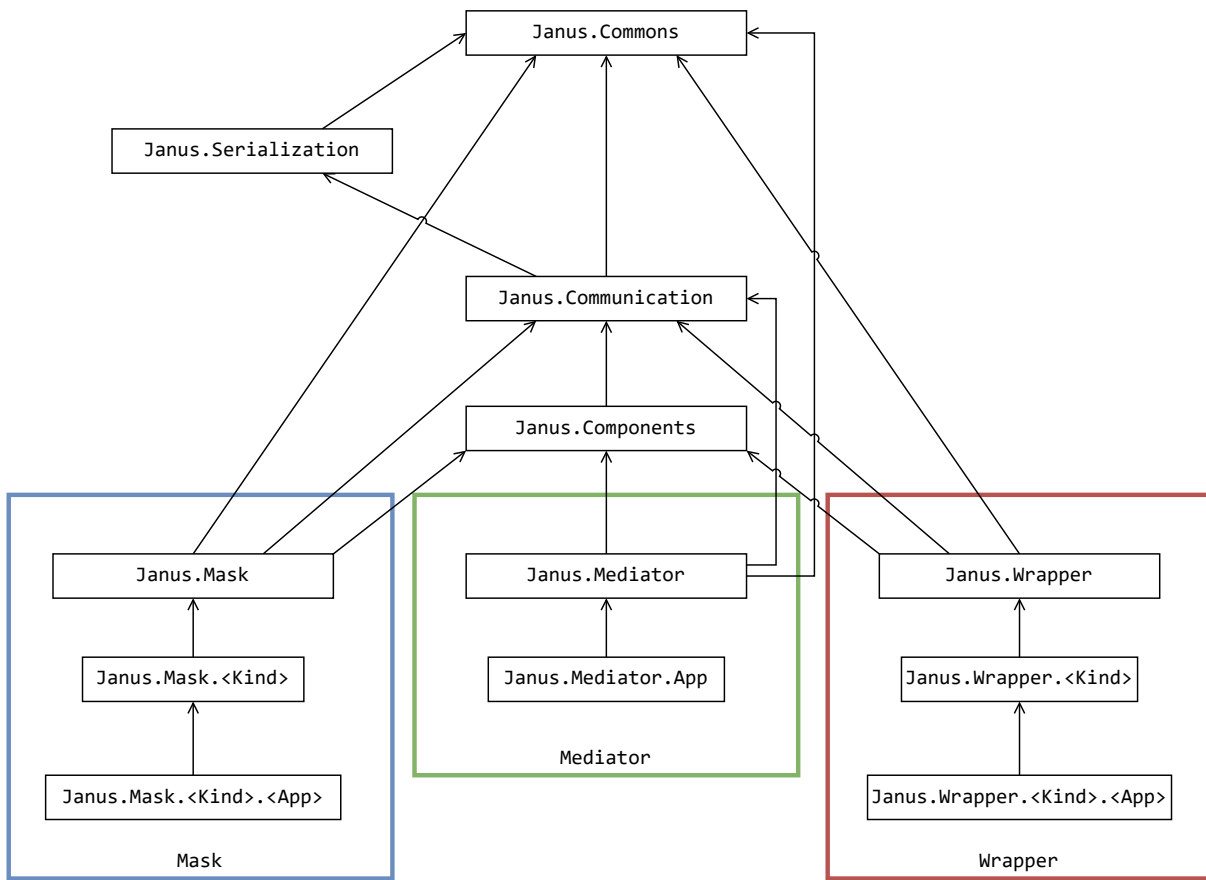 Janus.Commons
Janus.Serialization
Janus.Communication
Janus.Components
Janus.Mask
Janus.Mediator
Janus.Wrapper
Janus.Mask.<Kind>
Janus.Mediator.App
Janus.Wrapper.<Kind>
Mediator
Janus.Mask.<Kind>.<App>
Janus.Wrapper.<Kind>.<App>
Mask
Wrapper